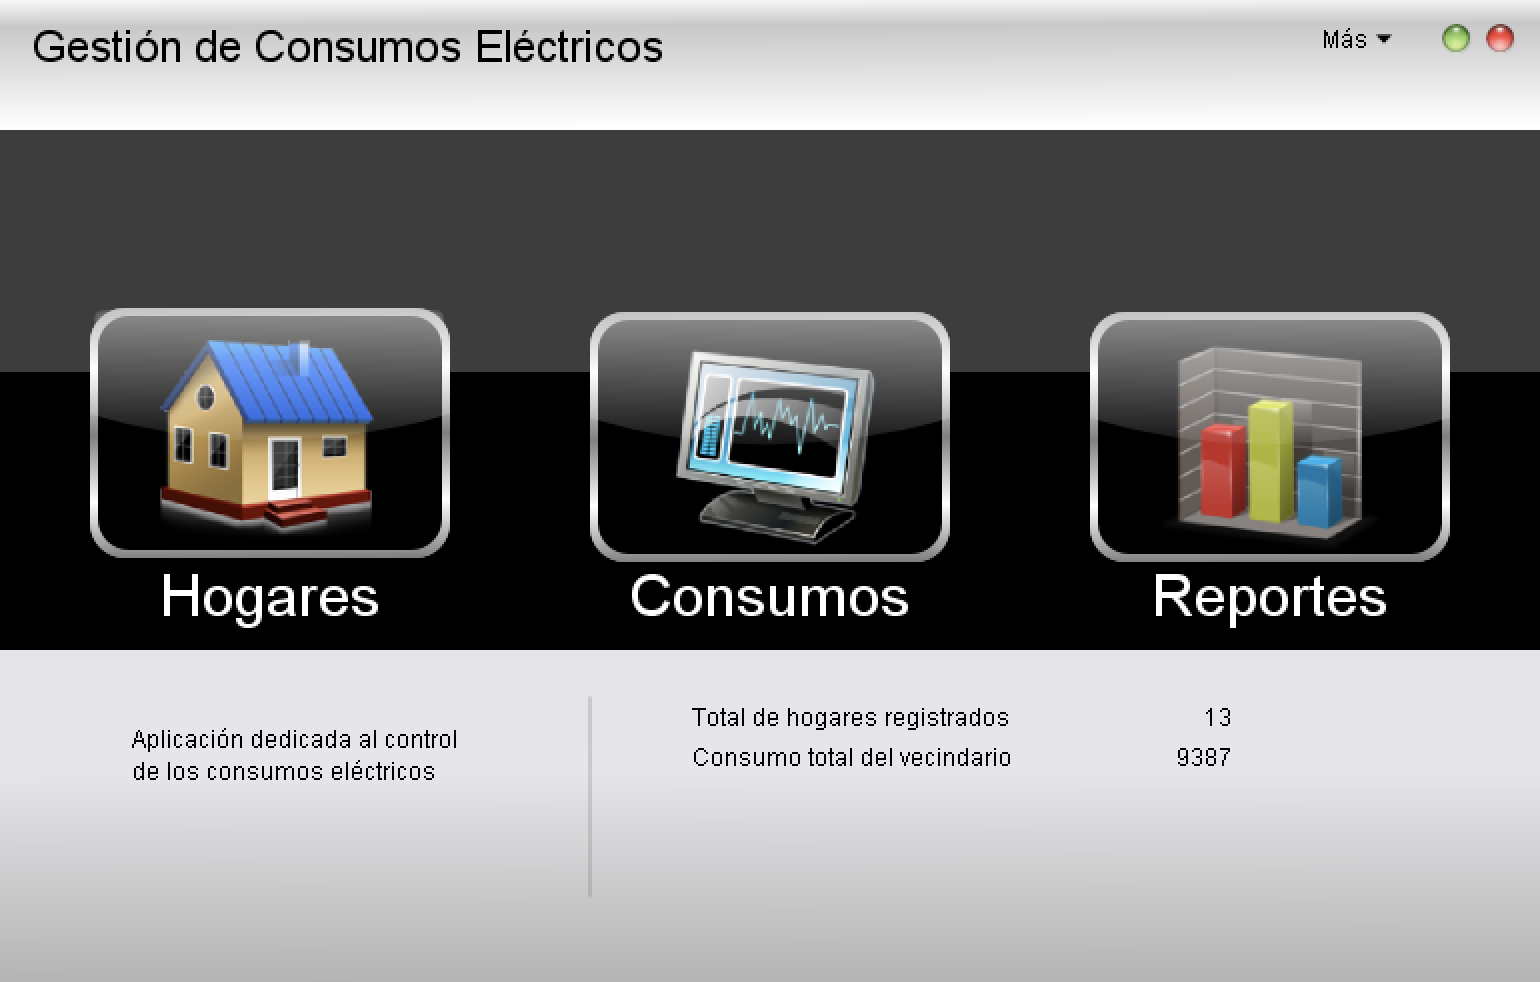 Gestión de Consumos Eléctricos
Más
Hogares
Consumos
Reportes
Aplicación dedicada al control
de los consumos eléctricos
Total de hogares registrados 13
Consumo total del vecindario 9387